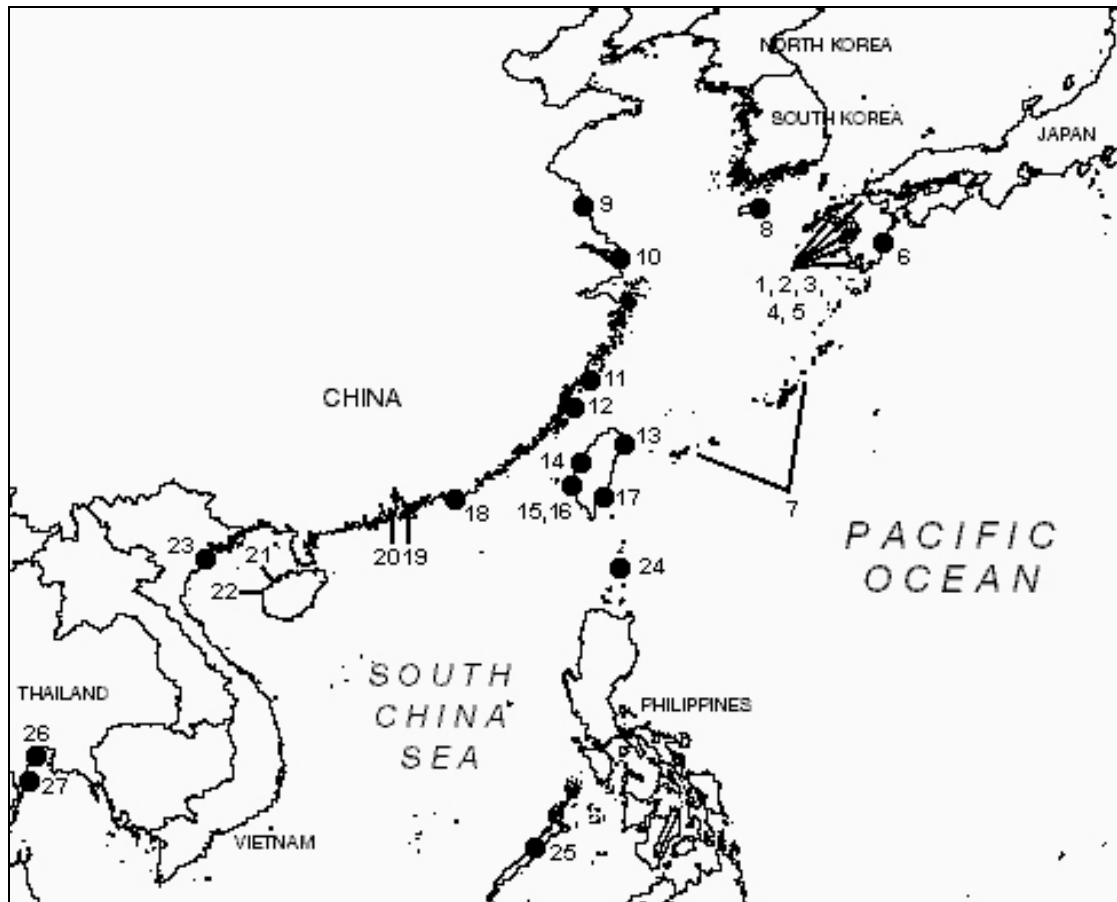 NORTH KOREA
SOUTH KOREA
JAPAN
9
8
10
6
1, 2, 3,
4, 5
11
CHINA
12
13
14
15,16
17
18
7
20 19
23
21
22
24
PACIFIC
OCEAN
SOUTH
CHINA
SEA
THAILAND
PHILIPPINES
26
27
VIETNAM
25